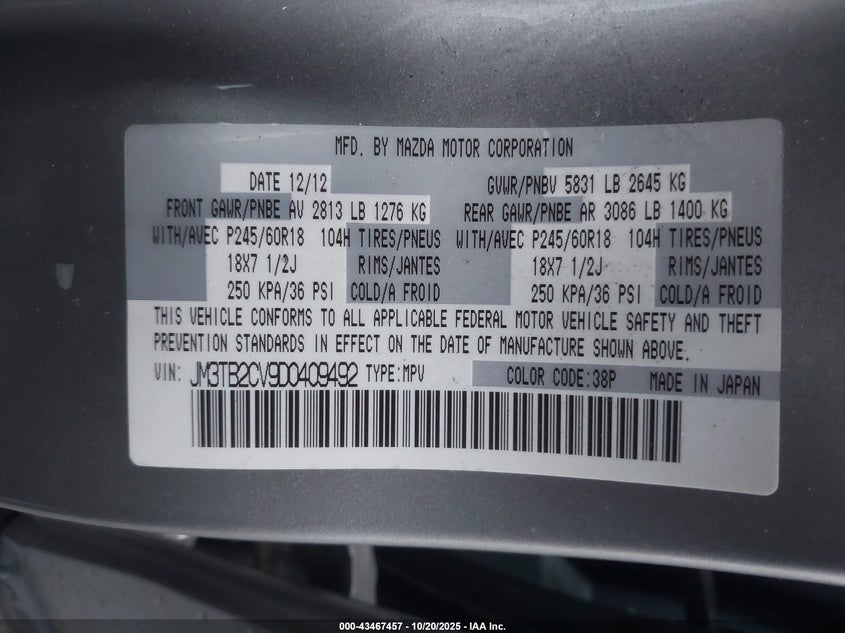 MFD. BY MAZDA MOTOR CORPORATION
DATE 12/12 GVWR/PNBV 5831 LB 2645 KG
FRONT GAWR/PNBE AV 2813 LB 1276 KG REAR GAWR/PNBE AR 3086 LB 1400 KG
WITH/AVEC P245/60R18 104H TIRES/PNEUS WITH/AVEC P245/60R18 104H TIRES/PNEUS
18X7 1/2J RIMS/JANTES 18X7 1/2J RIMS/JANTES
250 KPA/36 PSI COLD/A FROID 250 KPA/36 PSI COLD/A FROID
THIS VEHICLE CONFORMS TO ALL APPLICABLE FEDERAL MOTOR VEHICLE SAFETY AND THEFT
PREVENTION STANDARDS IN EFFECT ON THE DATE OF MANUFACTURE SHOWN ABOVE.
VIN: JM3TB2CV9D0409492 TYPE:MPV COLOR CODE:38P MADE IN JAPAN
000-43467457 - 10/20/2025 - IAA Inc.